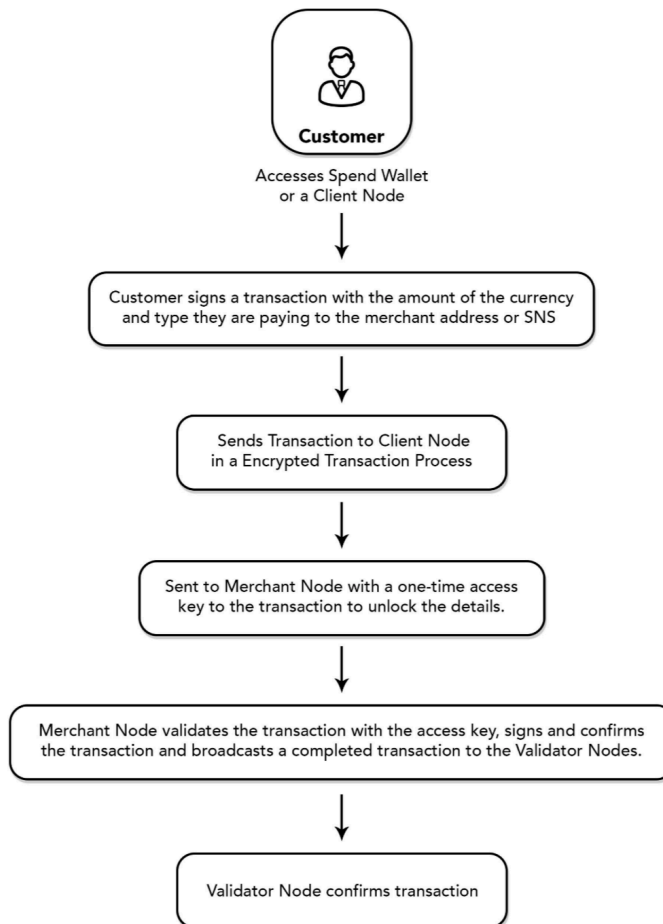 Customer
Accesses Spend Wallet
or a Client Node
Customer signs a transaction with the amount of the currency
and type they are paying to the merchant address or SNS
Sends Transaction to Client Node
in a Encrypted Transaction Process
Sent to Merchant Node with a one-time access
key to the transaction to unlock the details.
Merchant Node validates the transaction with the access key, signs and confirms
the transaction and broadcasts a completed transaction to the Validator Nodes.
Validator Node confirms transaction